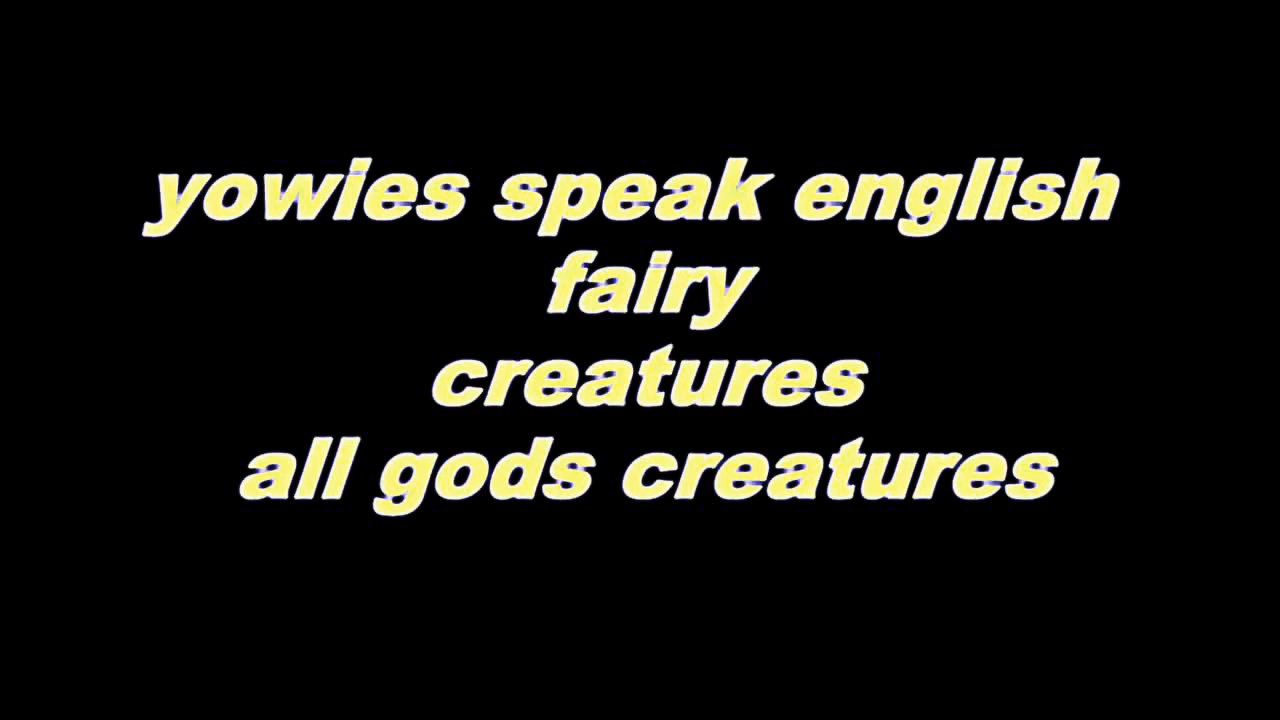 yowies speak english
fairy
creatures
all gods creatures